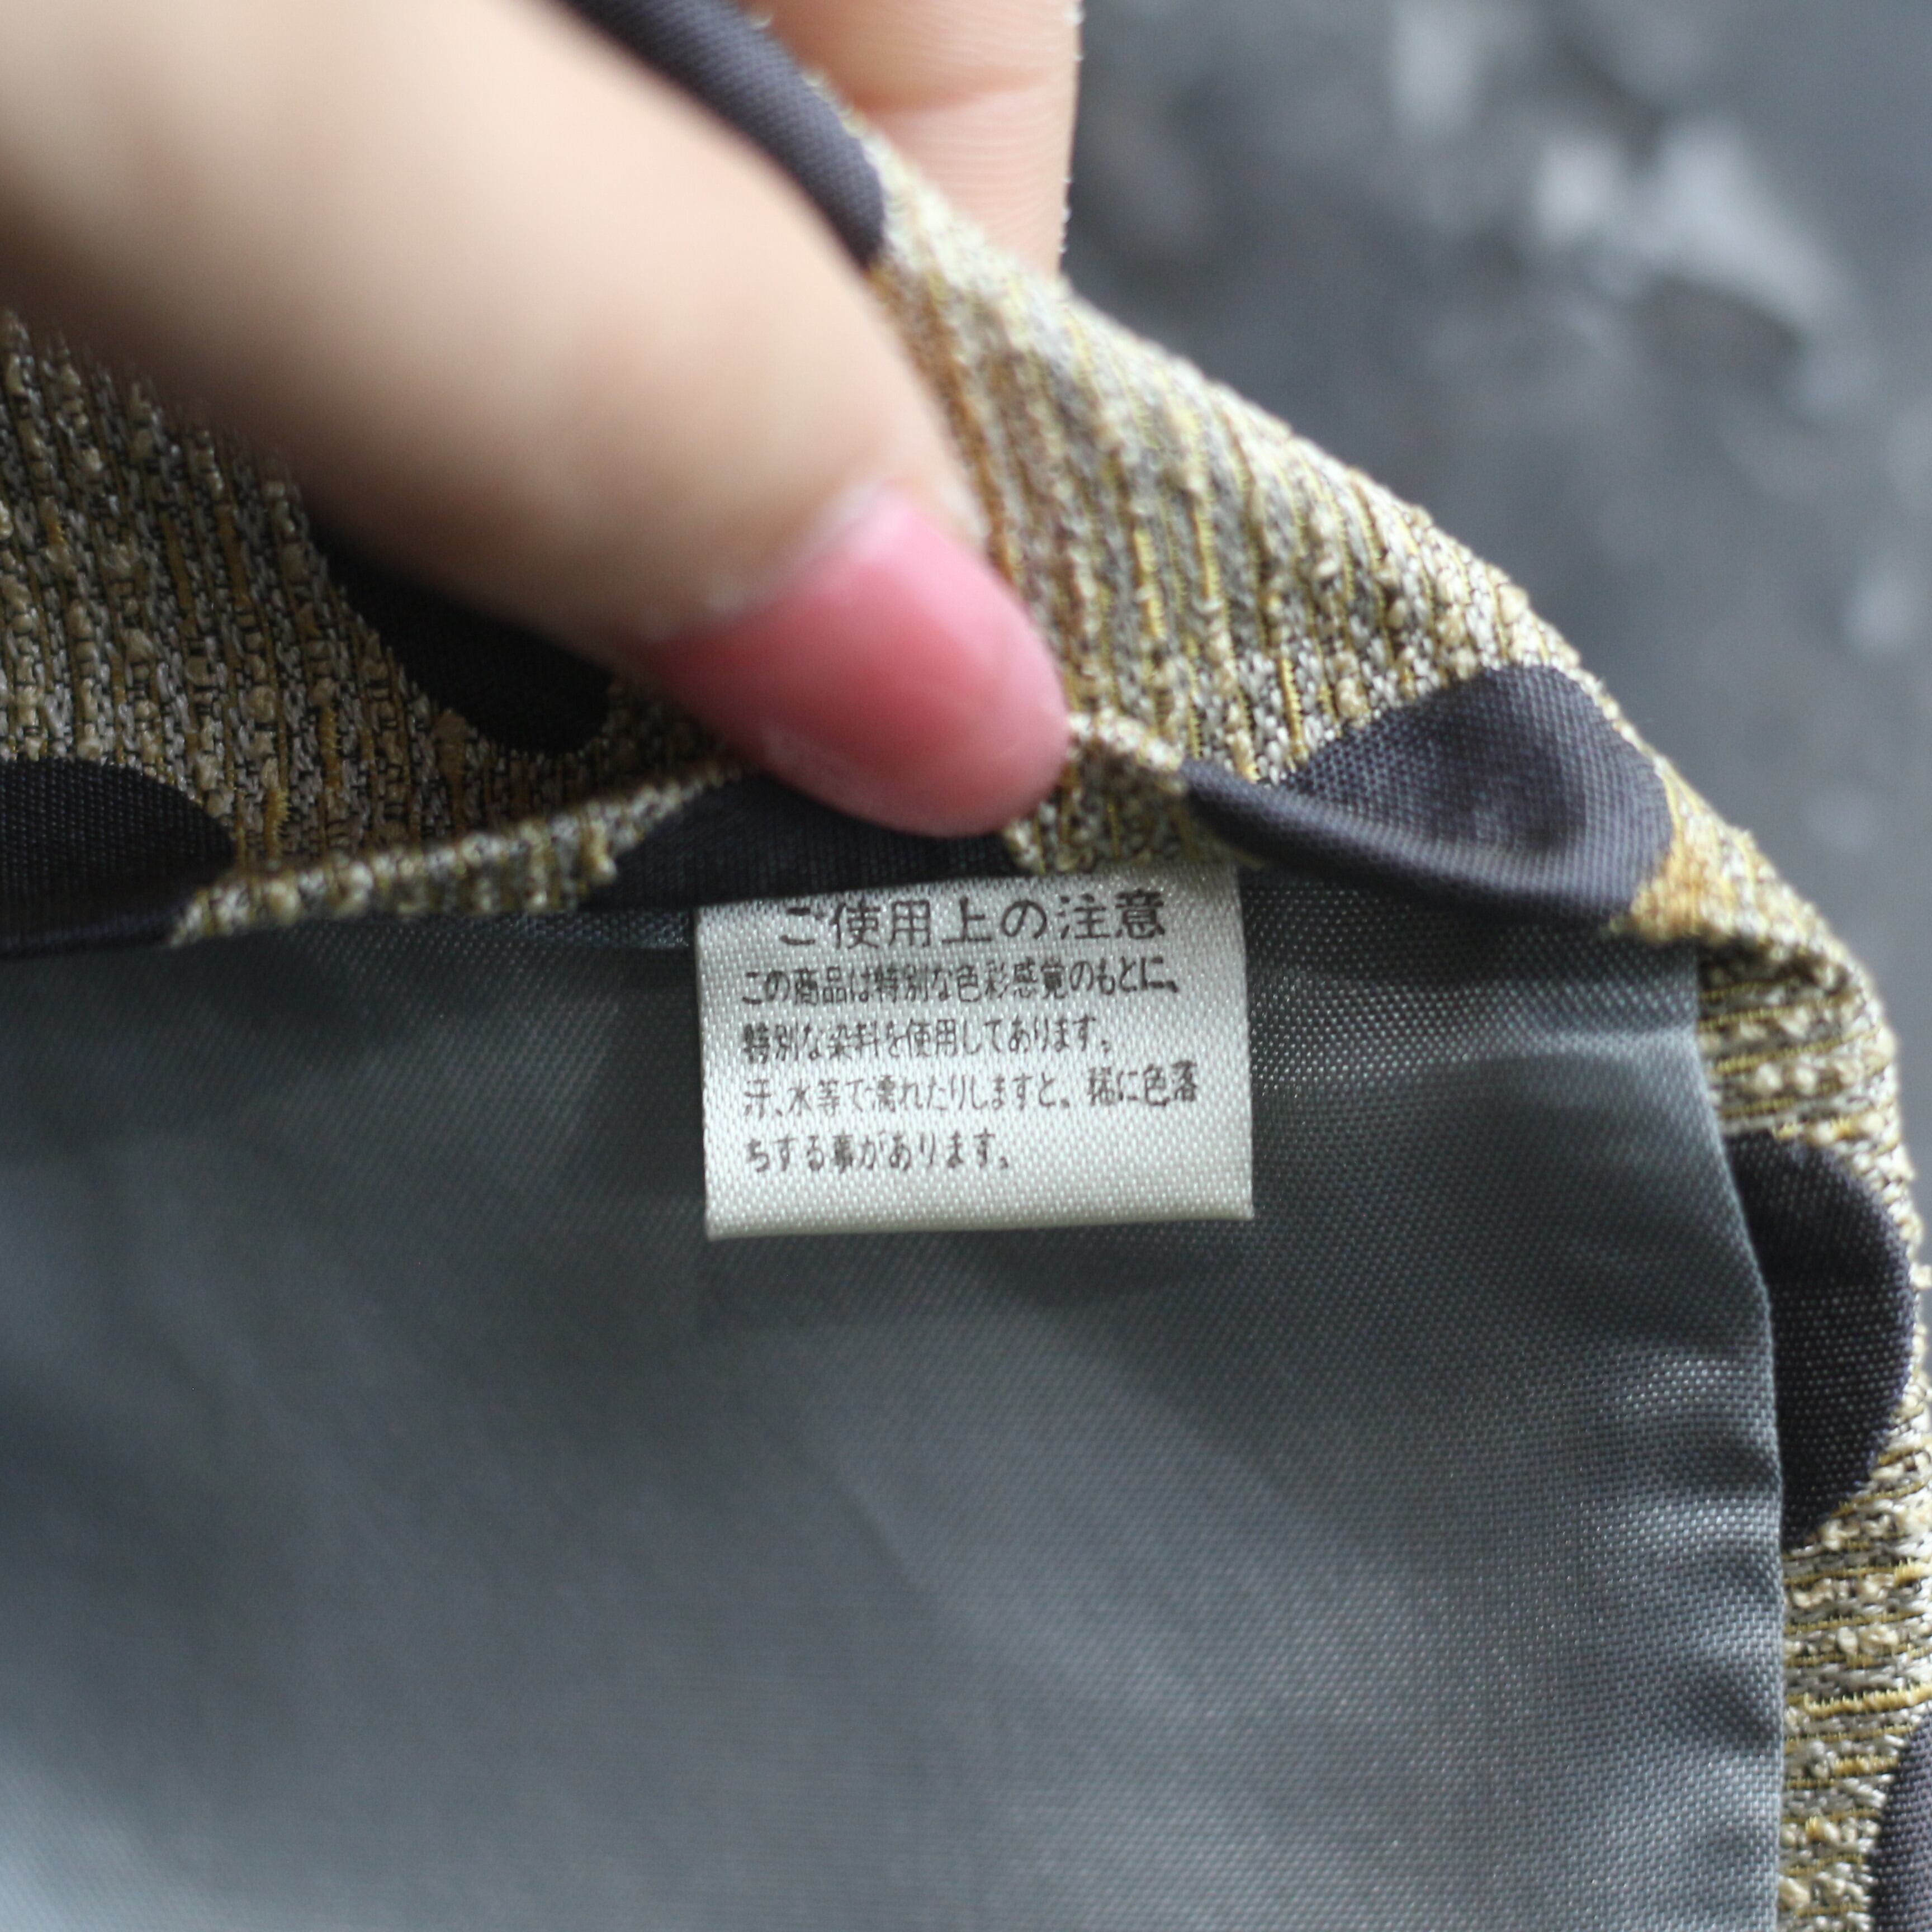 ご使用上の注意
この商品は特別な色彩感覚のもとに、
特別な染料を使用してあります。
汗、水等で濡れたりしますと、稀に色落
ちする事があります。